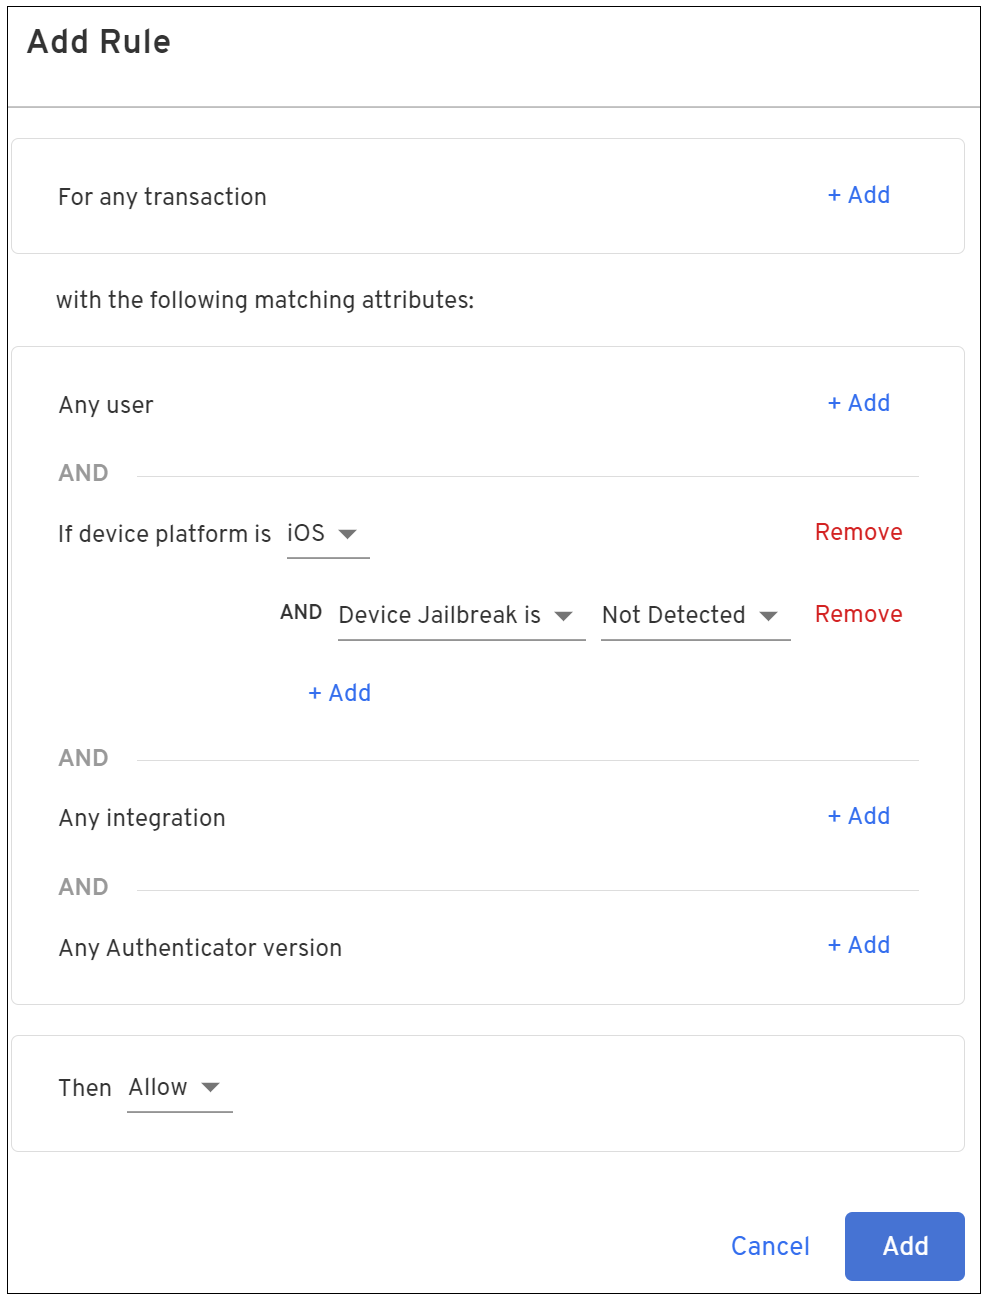 Add Rule
For any transaction + Add
with the following matching attributes:
Any user + Add
AND
If device platform is iOS Remove
AND Device Jailbreak is Not Detected Remove
+ Add
AND
Any integration + Add
AND
Any Authenticator version + Add
Then Allow
Cancel Add